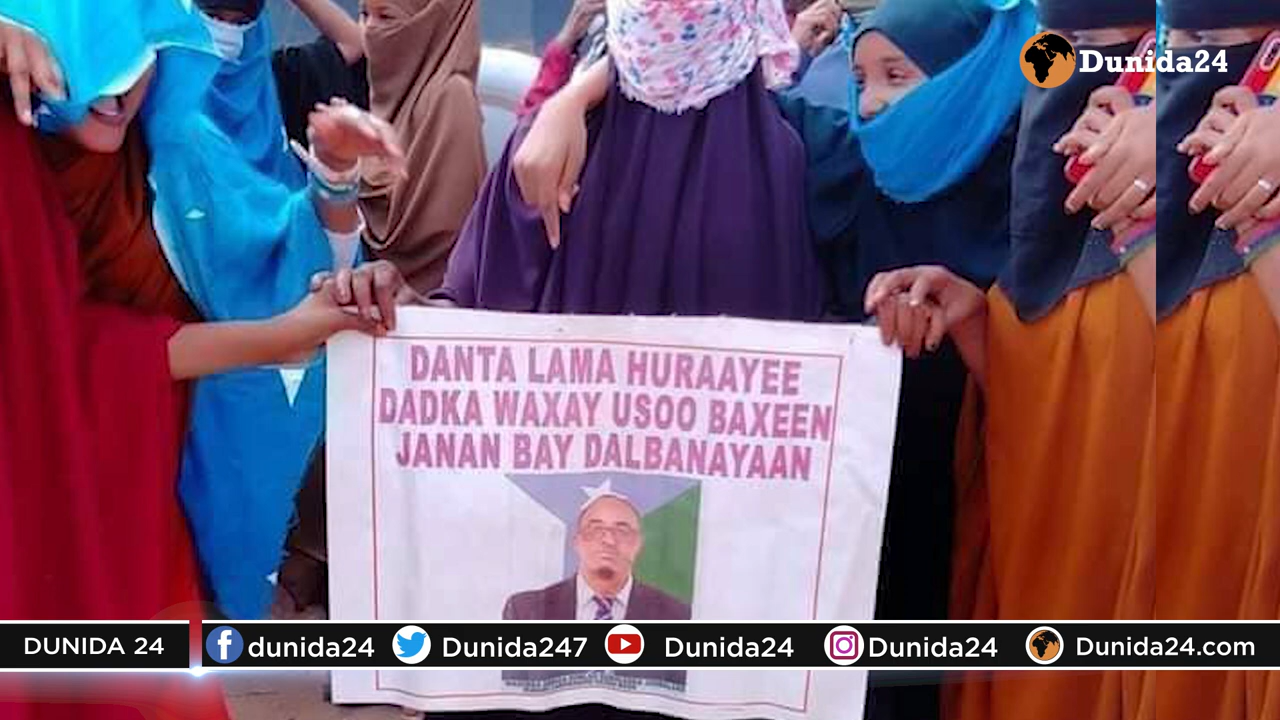 Dunida24
DANTA LAMA HURAAYEE
DADKA WAXAY USOO BAXEEN
JANAN BAY DALBANAYAAN
DUNIDA 24
dunida24
Dunida247
Dunida24
Dunida24
Dunida24.com